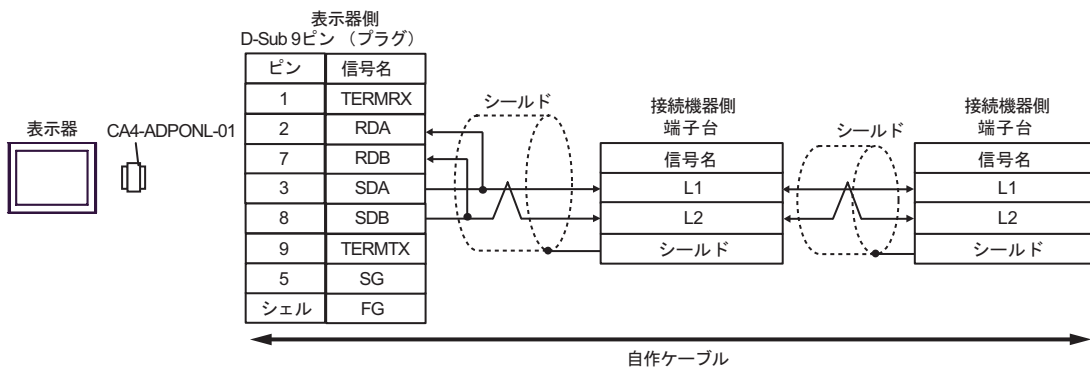 表示器側
D-Sub 9ピン （プラグ）
ピン 信号名
1 TERMRX
2 RDA
7 RDB
3 SDA
8 SDB
9 TERMTX
5 SG
シェル FG
表示器
CA4-ADPONL-01
シールド
接続機器側
端子台
信号名
L1
L2
シールド
シールド
接続機器側
端子台
信号名
L1
L2
シールド
自作ケーブル